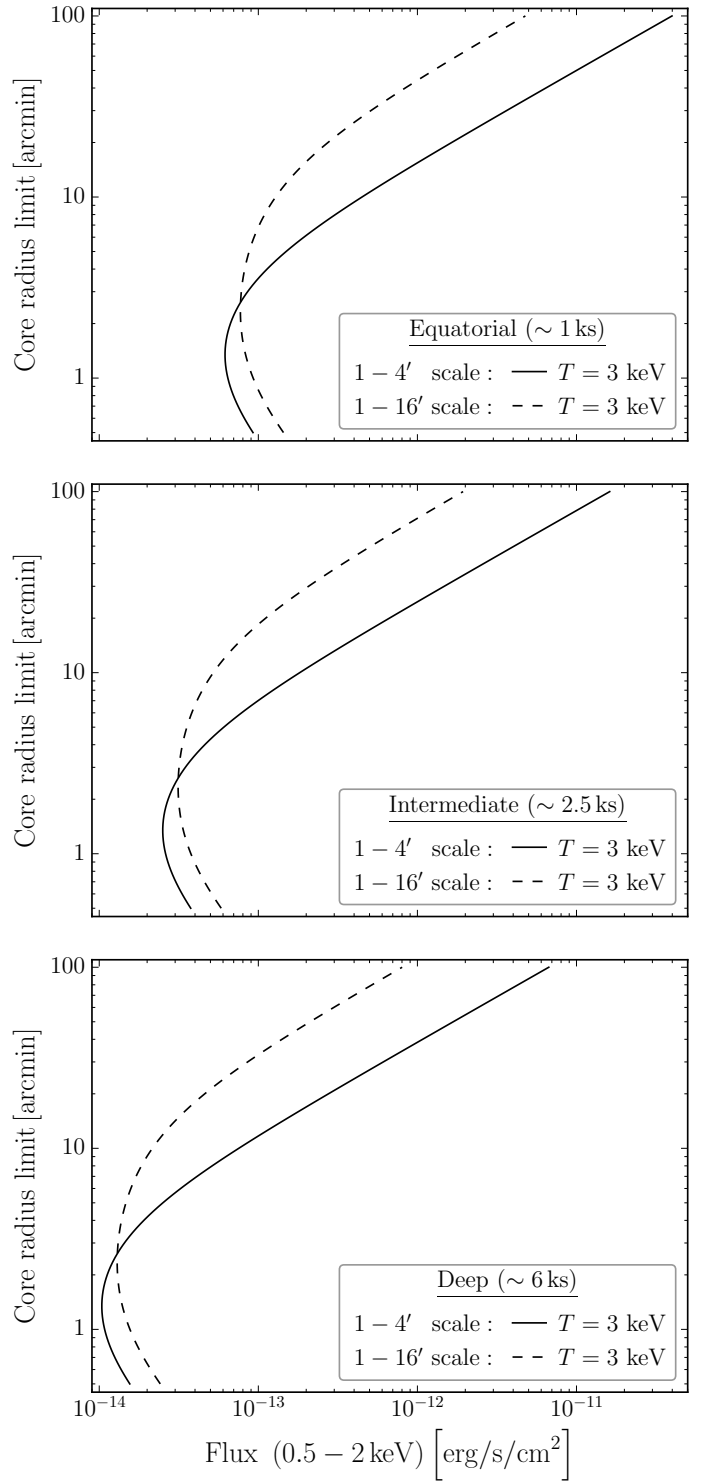 100
10
1
Core radius limit [arcmin]
Equatorial (∼ 1 ks)
1 − 4′ scale : T = 3 keV
1 − 16′ scale : T = 3 keV
100
10
1
Core radius limit [arcmin]
Intermediate (∼ 2.5 ks)
1 − 4′ scale : T = 3 keV
1 − 16′ scale : T = 3 keV
100
10
1
Core radius limit [arcmin]
Deep (∼ 6 ks)
1 − 4′ scale : T = 3 keV
1 − 16′ scale : T = 3 keV
10⁻¹⁴ 10⁻¹³ 10⁻¹² 10⁻¹¹
Flux (0.5 − 2 keV) [erg/s/cm²]